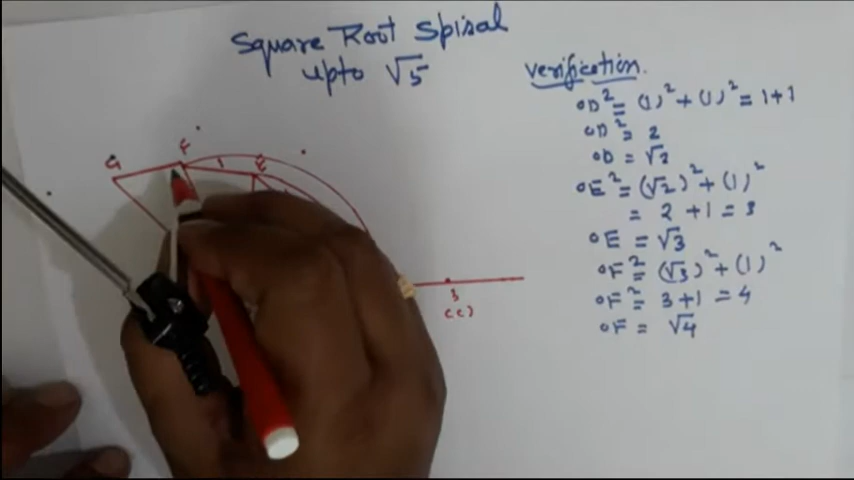 Square Root Spiral
upto √5
verification.
OD² = (1)² + (1)² = 1+1
OD² = 2
OD = √2
OE² = (√2)² + (1)²
= 2 + 1 = 3
OE = √3
OF² = (√3)² + (1)²
OF² = 3+1 = 4
OF = √4
G F 1 E
3
(C)